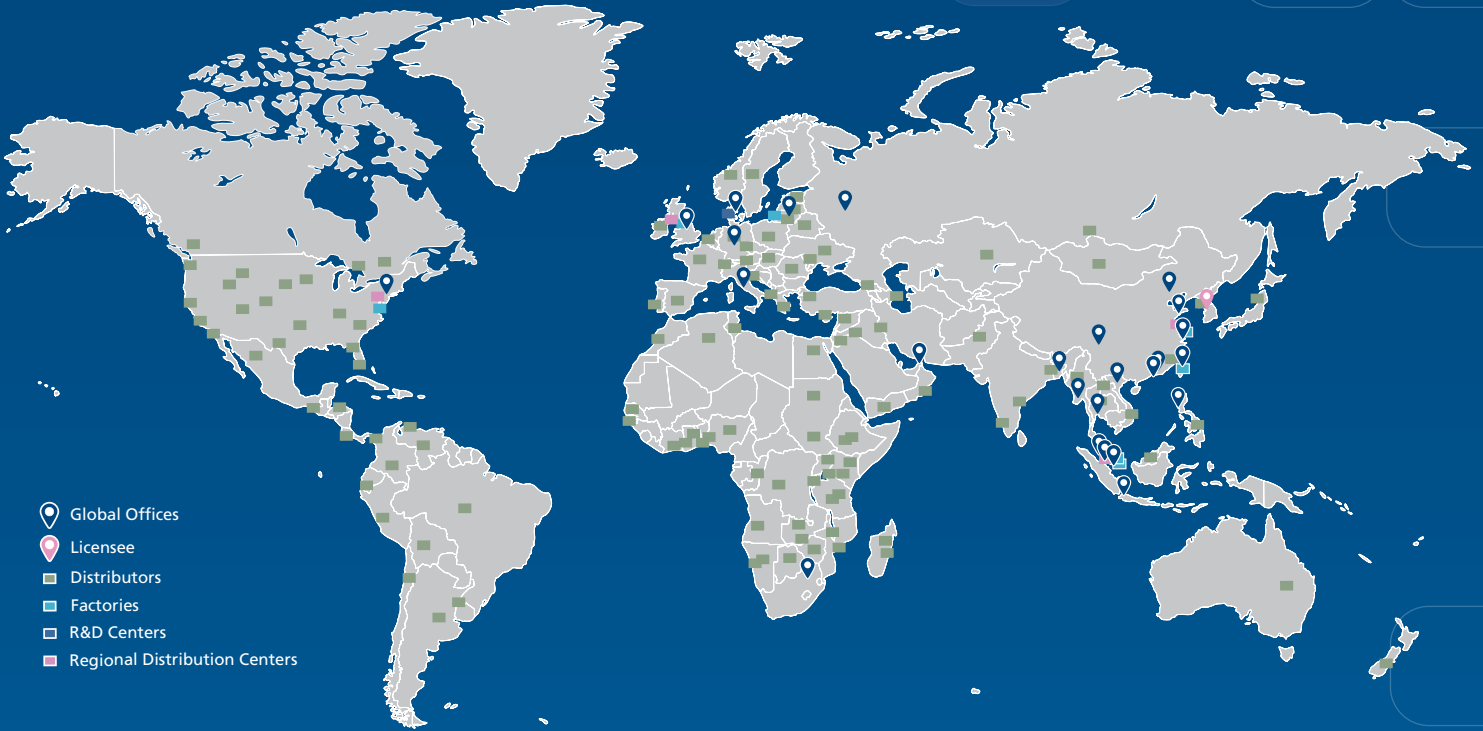 Global Offices
Licensee
Distributors
Factories
R&D Centers
Regional Distribution Centers